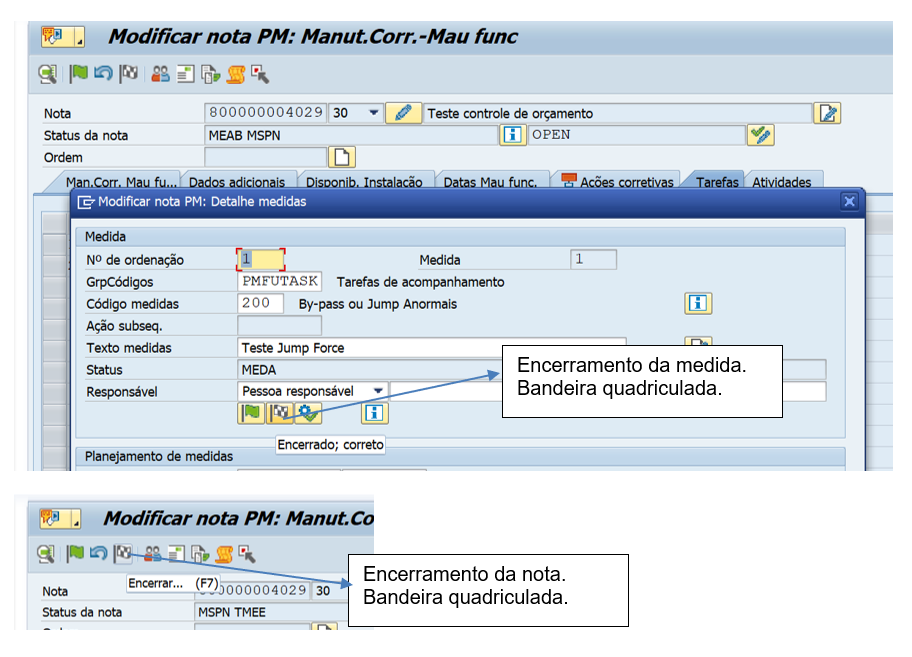 Modificar nota PM: Manut.Corr.-Mau func
Nota 800000004029 30 Teste controle de orçamento
Status da nota MEAB MSPN OPEN
Ordem
Man.Corr. Mau fu... Dados adicionais Disponib. Instalação Datas Mau func. Ações corretivas Tarefas Atividades
Modificar nota PM: Detalhe medidas
Medida
Nº de ordenação 1 Medida 1
GrpCódigos PMFUTASK Tarefas de acompanhamento
Código medidas 200 By-pass ou Jump Anormais
Ação subseq.
Texto medidas Teste Jump Force
Status MEDA
Responsável Pessoa responsável
Encerramento da medida.
Bandeira quadriculada.
Encerrado; correto
Planejamento de medidas
Modificar nota PM: Manut.Co
Encerrar... (F7)
Nota 000004029 30
Status da nota MSPN TMEE
Encerramento da nota.
Bandeira quadriculada.